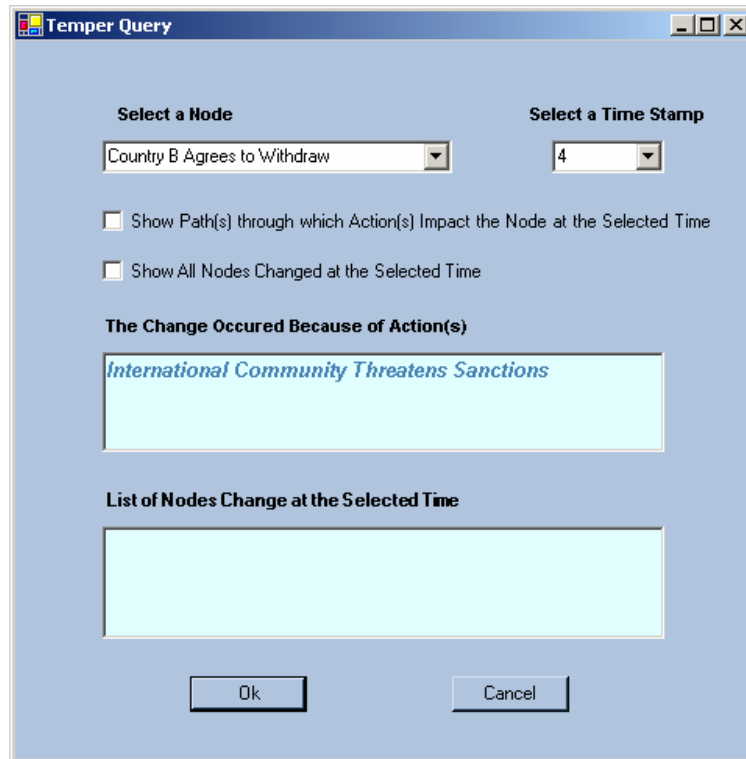 Temper Query
Select a Node
Select a Time Stamp
Country B Agrees to Withdraw
4
Show Path(s) through which Action(s) Impact the Node at the Selected Time
Show All Nodes Changed at the Selected Time
The Change Occured Because of Action(s)
International Community Threatens Sanctions
List of Nodes Change at the Selected Time
Ok
Cancel